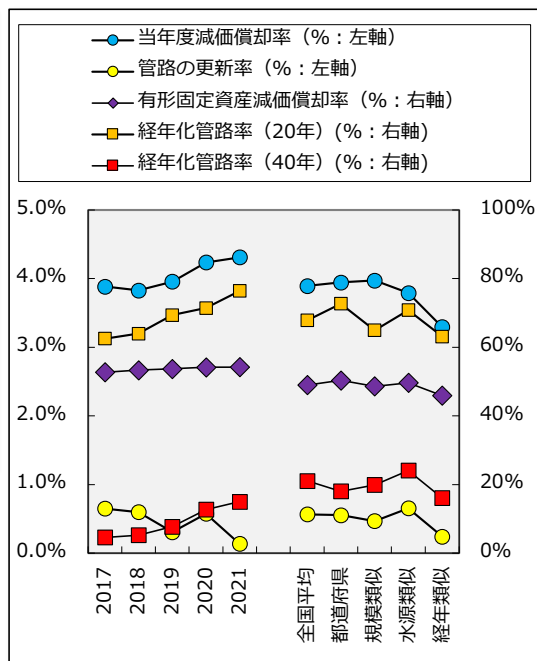 当年度減価償却率（%：左軸）
管路の更新率（%：左軸）
有形固定資産減価償却率（%：右軸）
経年化管路率（20年）(%：右軸)
経年化管路率（40年）(%：右軸)
5.0% 100%
4.0% 80%
3.0% 60%
2.0% 40%
1.0% 20%
0.0% 0%
2017
2018
2019
2020
2021
全国平均
都道府県
規模類似
水源類似
経年類似